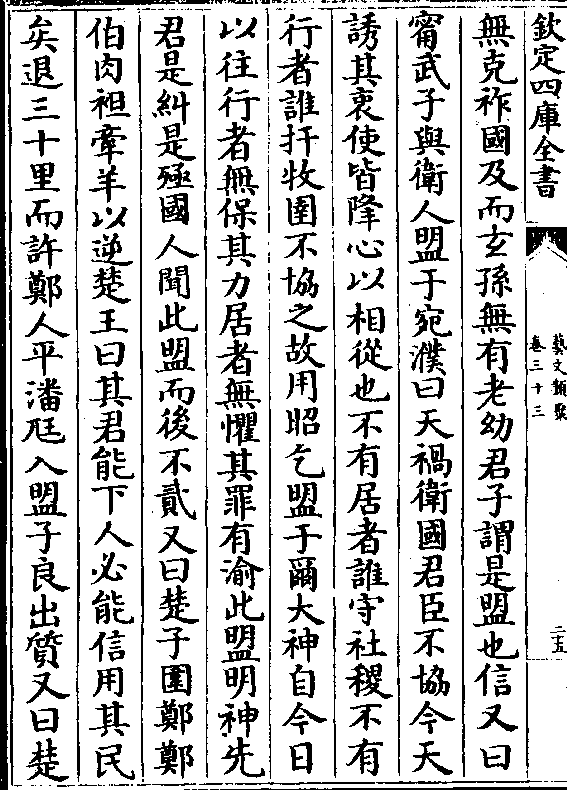 欽定四庫全書
藝文類聚
卷三十三
二五
無克祚國及而玄孫無有老幼君子謂是盟也信又曰
甯武子與衛人盟于宛濮曰天禍衛國君臣不協今天
誘其衷使皆降心以相從也不有居者誰守社稷不有
行者誰扞牧圉不協之故用昭乞盟于爾大神自今日
以往行者無保其力居者無懼其罪有渝此盟明神先
君是糾是殛國人聞此盟而後不貳又曰楚子圍鄭鄭
伯肉袒牽羊以逆楚王曰其君能下人必能信用其民
矣退三十里而許鄭人平潘尫入盟子良出質又曰楚